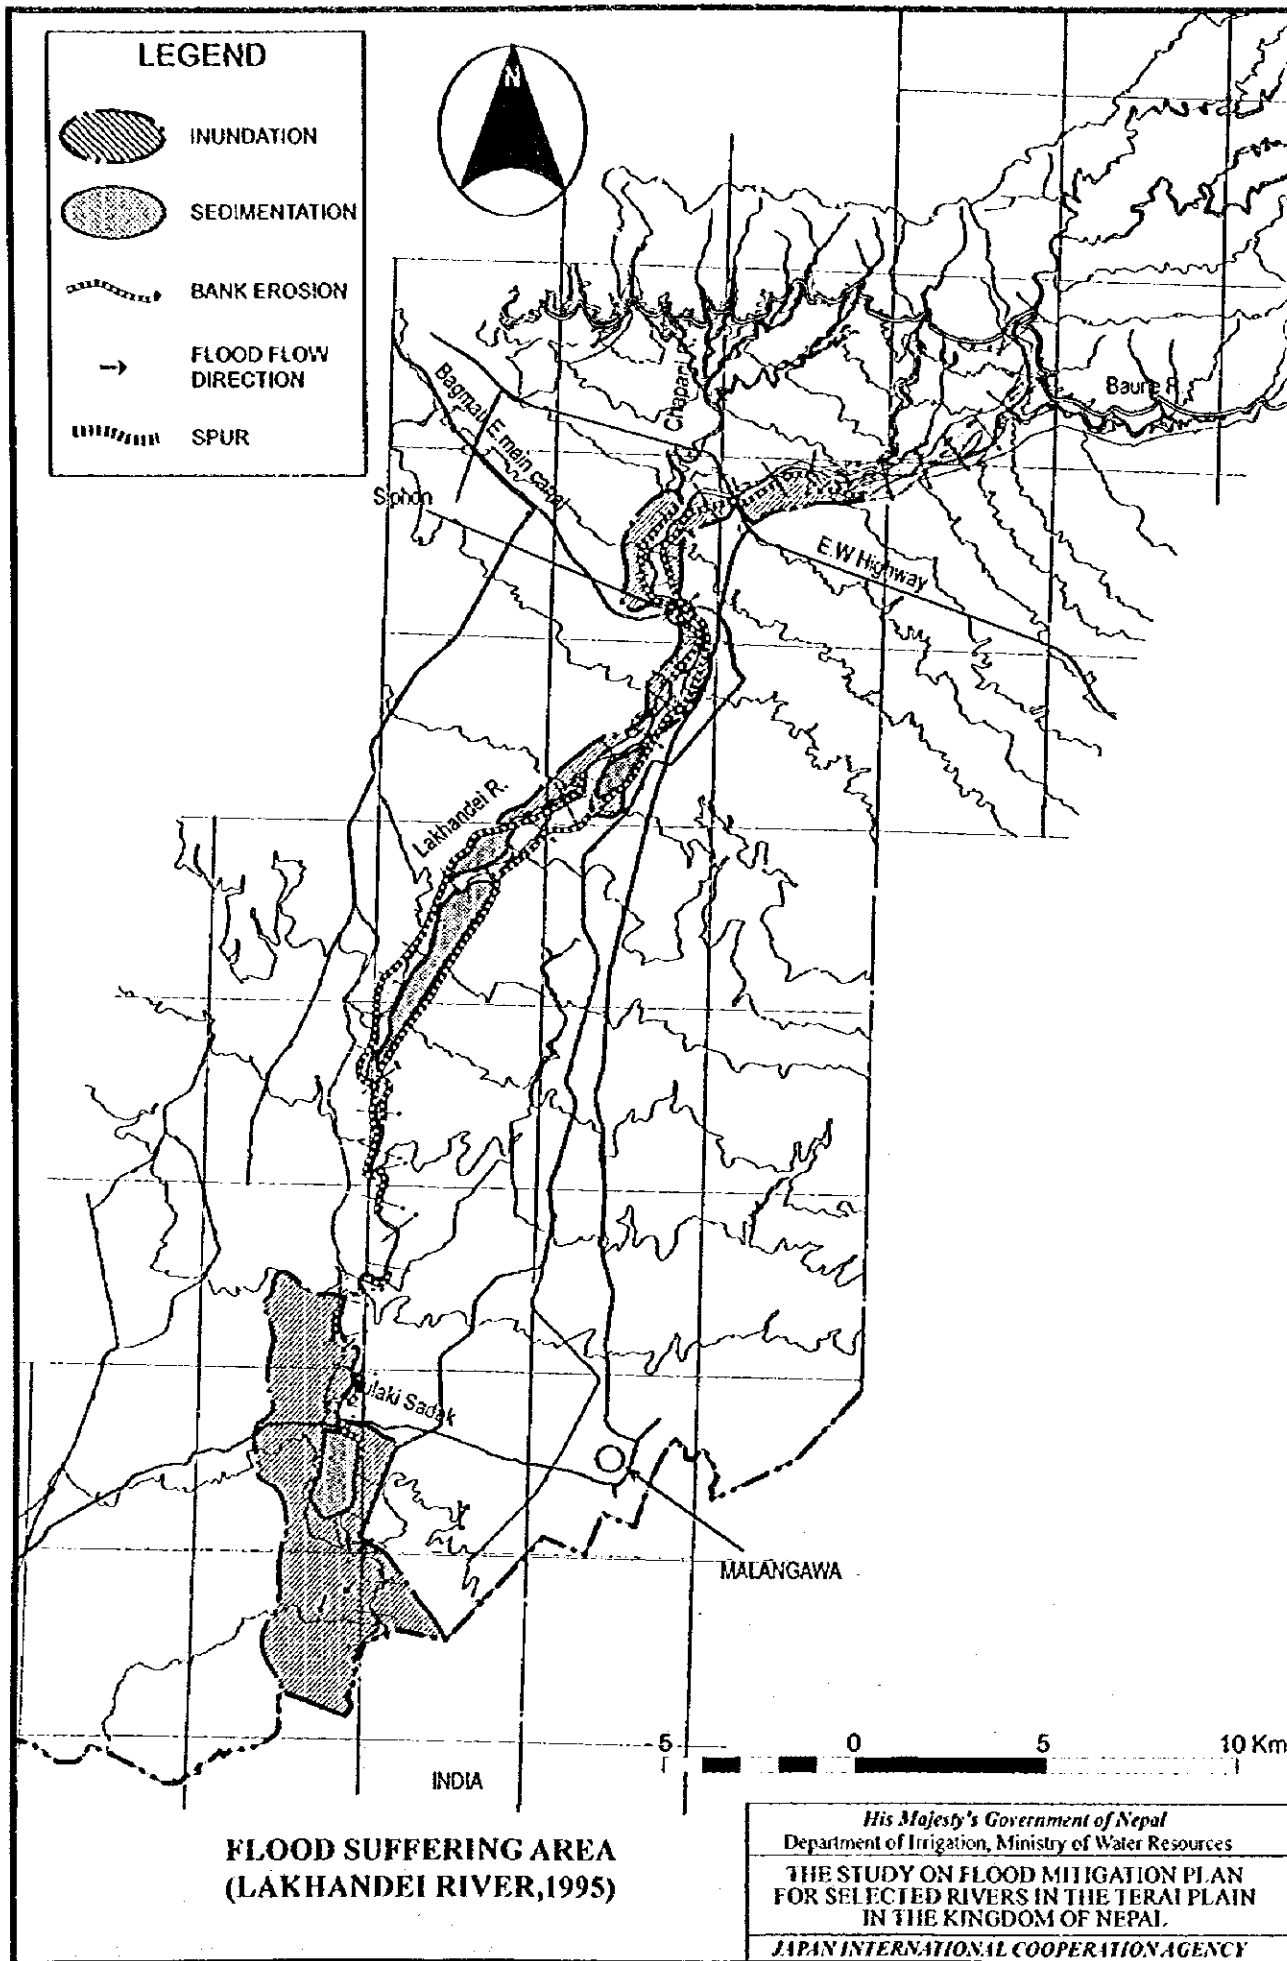 LEGEND
INUNDATION
SEDIMENTATION
BANK EROSION
FLOOD FLOW
DIRECTION
SPUR
N
Baure R.
Chapari
Bagmati E.main canal
Siphon
E.W Highway
Lakhandei R.
Sadak
MALANGAWA
INDIA
5 0 5 10 Km
FLOOD SUFFERING AREA
(LAKHANDEI RIVER,1995)
His Majesty's Government of Nepal
Department of Irrigation, Ministry of Water Resources
THE STUDY ON FLOOD MITIGATION PLAN
FOR SELECTED RIVERS IN THE TERAI PLAIN
IN THE KINGDOM OF NEPAL
JAPAN INTERNATIONAL COOPERATION AGENCY